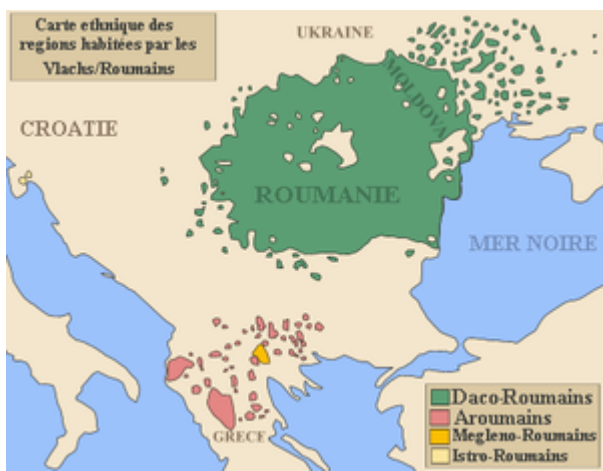 Carte ethnique des
regions habitées par les
Vlachs/Roumains
UKRAINE
MOLDOVA
CROATIE
ROUMANIE
MER NOIRE
GRECE
Daco-Roumains
Aroumains
Megleno-Roumains
Istro-Roumains